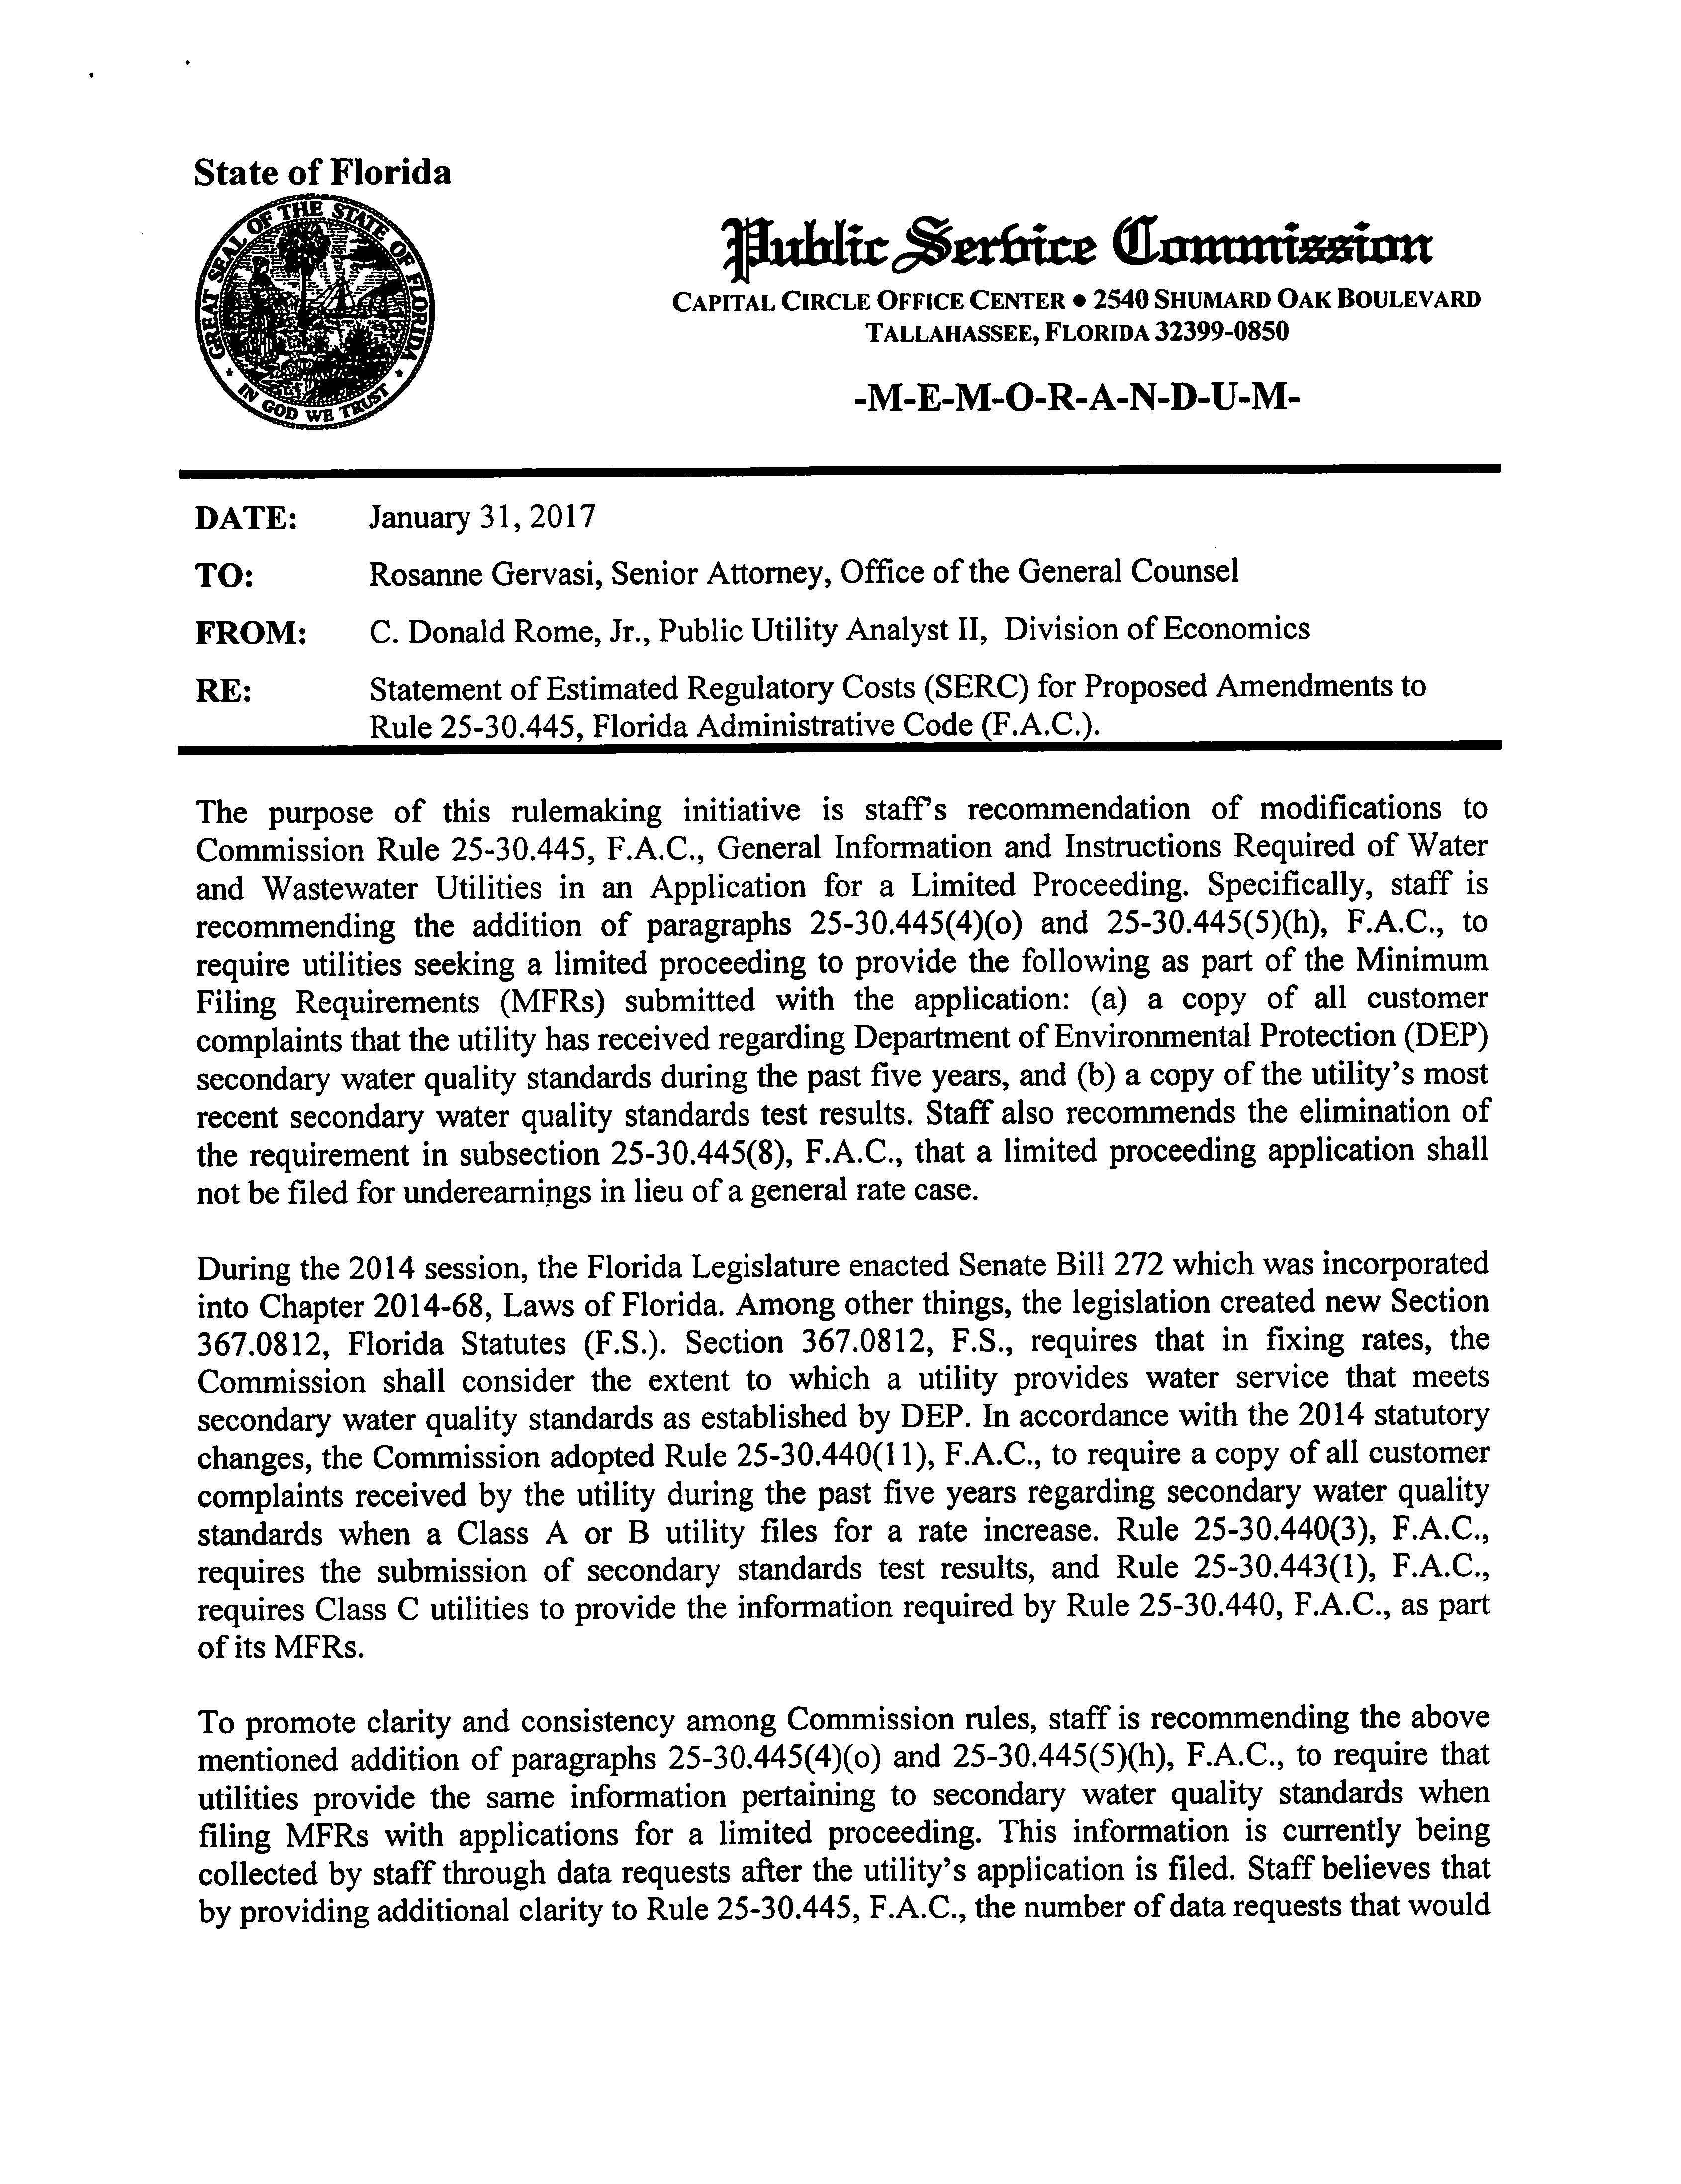 State of Florida
GREAT SEAL OF THE STATE OF FLORIDA
IN GOD WE TRUST
Public Service Commission
CAPITAL CIRCLE OFFICE CENTER ● 2540 SHUMARD OAK BOULEVARD
TALLAHASSEE, FLORIDA 32399-0850
-M-E-M-O-R-A-N-D-U-M-
DATE: January 31, 2017
TO: Rosanne Gervasi, Senior Attorney, Office of the General Counsel
FROM: C. Donald Rome, Jr., Public Utility Analyst II, Division of Economics
RE: Statement of Estimated Regulatory Costs (SERC) for Proposed Amendments to
Rule 25-30.445, Florida Administrative Code (F.A.C.).
The purpose of this rulemaking initiative is staff's recommendation of modifications to
Commission Rule 25-30.445, F.A.C., General Information and Instructions Required of Water
and Wastewater Utilities in an Application for a Limited Proceeding. Specifically, staff is
recommending the addition of paragraphs 25-30.445(4)(o) and 25-30.445(5)(h), F.A.C., to
require utilities seeking a limited proceeding to provide the following as part of the Minimum
Filing Requirements (MFRs) submitted with the application: (a) a copy of all customer
complaints that the utility has received regarding Department of Environmental Protection (DEP)
secondary water quality standards during the past five years, and (b) a copy of the utility's most
recent secondary water quality standards test results. Staff also recommends the elimination of
the requirement in subsection 25-30.445(8), F.A.C., that a limited proceeding application shall
not be filed for underearnings in lieu of a general rate case.
During the 2014 session, the Florida Legislature enacted Senate Bill 272 which was incorporated
into Chapter 2014-68, Laws of Florida. Among other things, the legislation created new Section
367.0812, Florida Statutes (F.S.). Section 367.0812, F.S., requires that in fixing rates, the
Commission shall consider the extent to which a utility provides water service that meets
secondary water quality standards as established by DEP. In accordance with the 2014 statutory
changes, the Commission adopted Rule 25-30.440(11), F.A.C., to require a copy of all customer
complaints received by the utility during the past five years regarding secondary water quality
standards when a Class A or B utility files for a rate increase. Rule 25-30.440(3), F.A.C.,
requires the submission of secondary standards test results, and Rule 25-30.443(1), F.A.C.,
requires Class C utilities to provide the information required by Rule 25-30.440, F.A.C., as part
of its MFRs.
To promote clarity and consistency among Commission rules, staff is recommending the above
mentioned addition of paragraphs 25-30.445(4)(o) and 25-30.445(5)(h), F.A.C., to require that
utilities provide the same information pertaining to secondary water quality standards when
filing MFRs with applications for a limited proceeding. This information is currently being
collected by staff through data requests after the utility's application is filed. Staff believes that
by providing additional clarity to Rule 25-30.445, F.A.C., the number of data requests that would